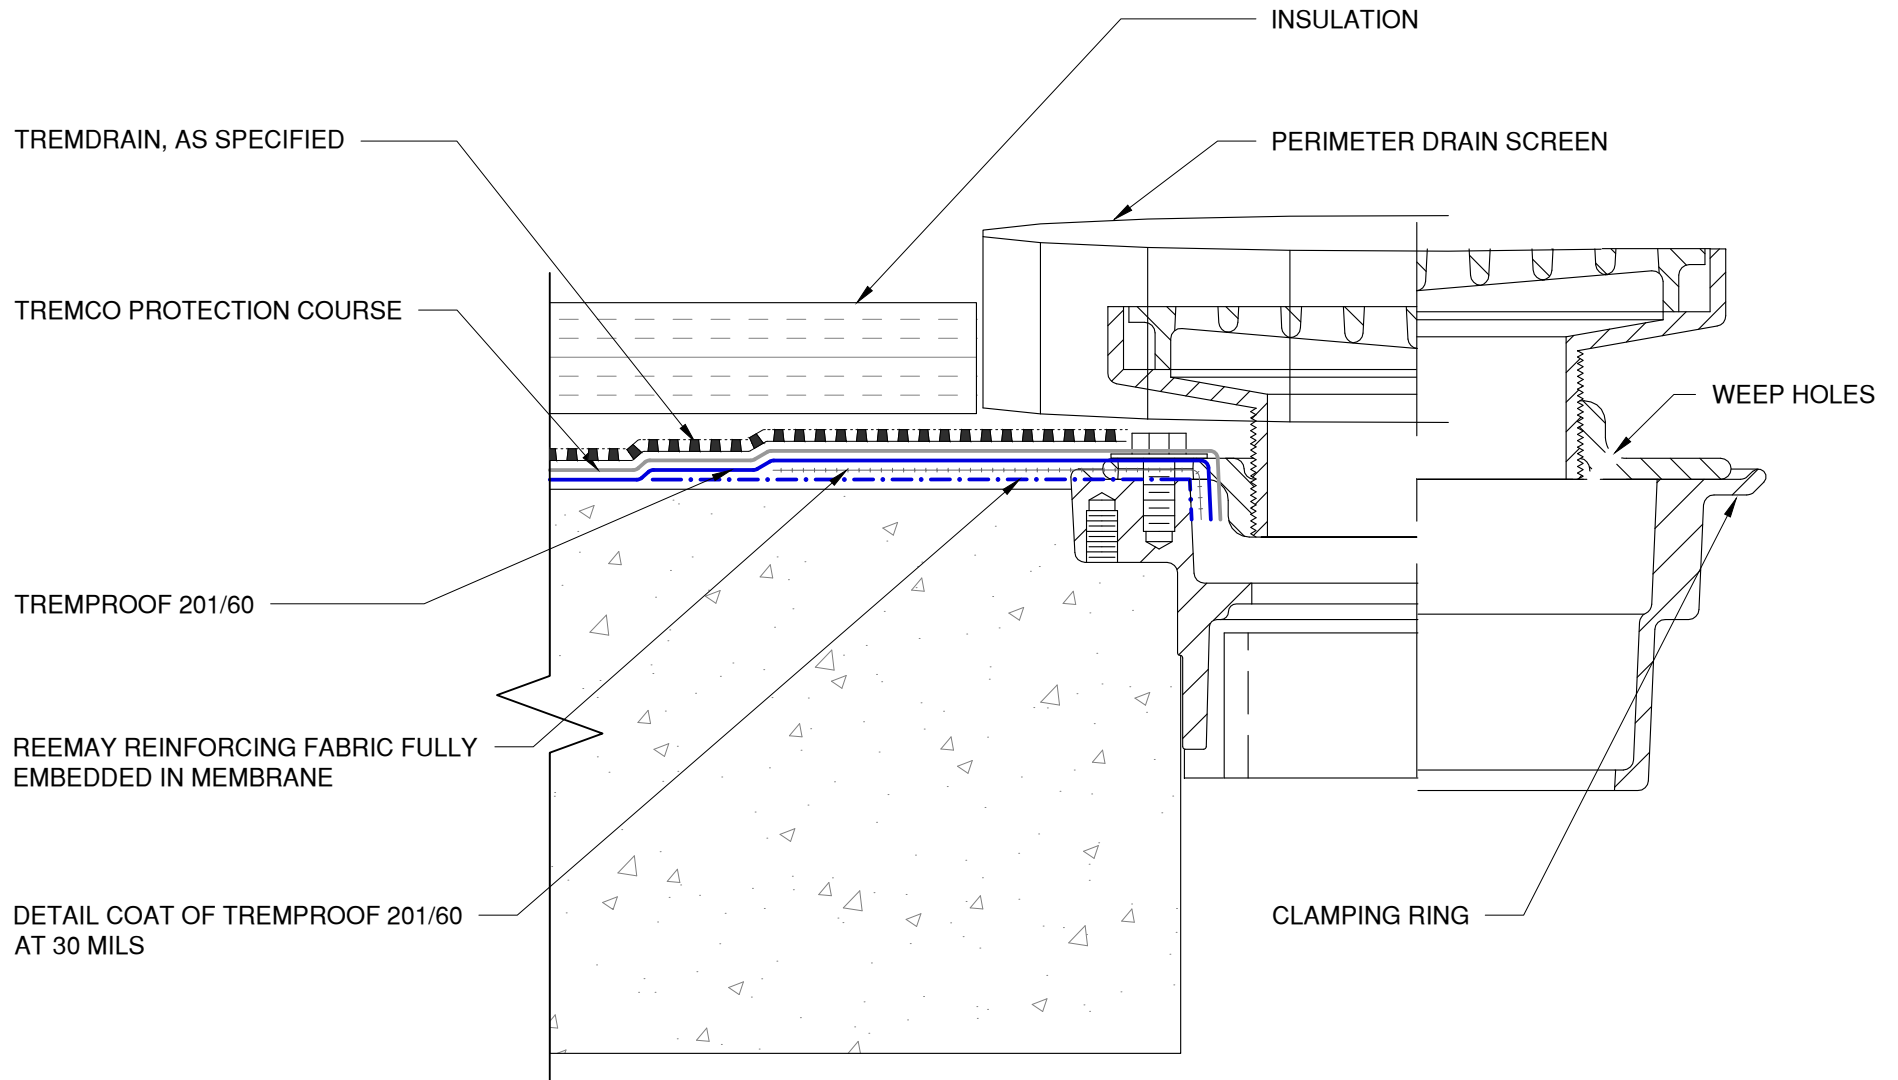 INSULATION
TREMDRAIN, AS SPECIFIED
PERIMETER DRAIN SCREEN
TREMCO PROTECTION COURSE
WEEP HOLES
TREMPROOF 201/60
REEMAY REINFORCING FABRIC FULLY
EMBEDDED IN MEMBRANE
DETAIL COAT OF TREMPROOF 201/60
AT 30 MILS
CLAMPING RING